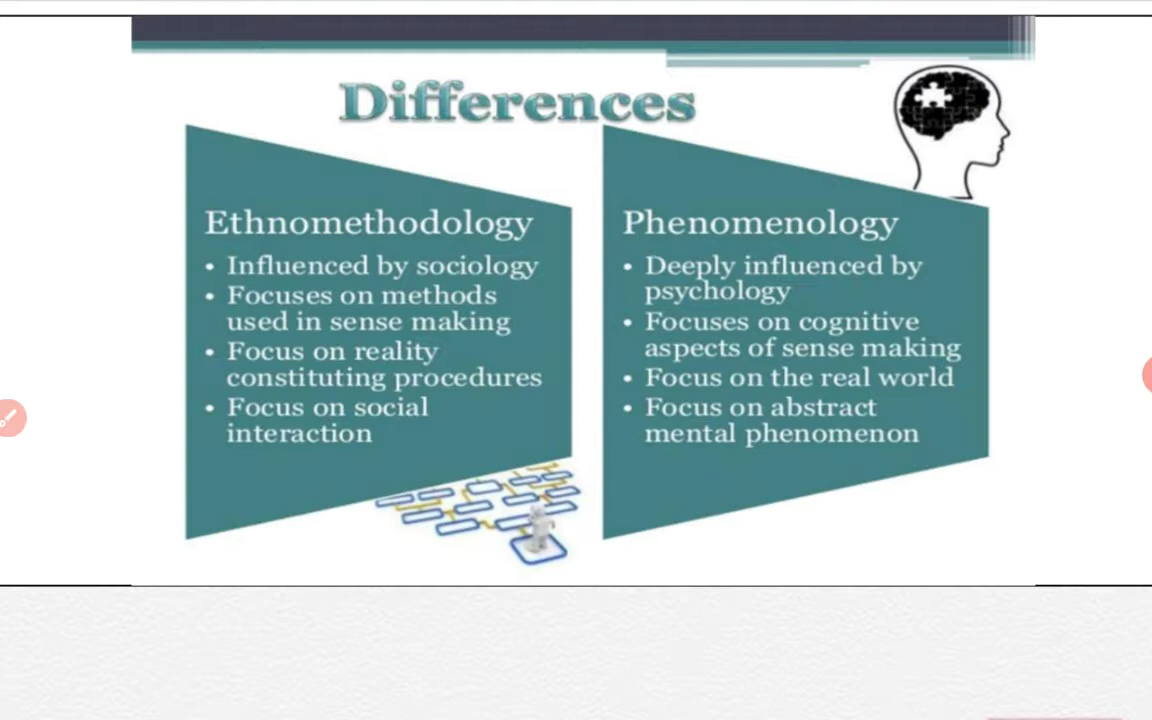 Differences
Ethnomethodology
• Influenced by sociology
• Focuses on methods
used in sense making
• Focus on reality
constituting procedures
• Focus on social
interaction
Phenomenology
• Deeply influenced by
psychology
• Focuses on cognitive
aspects of sense making
• Focus on the real world
• Focus on abstract
mental phenomenon